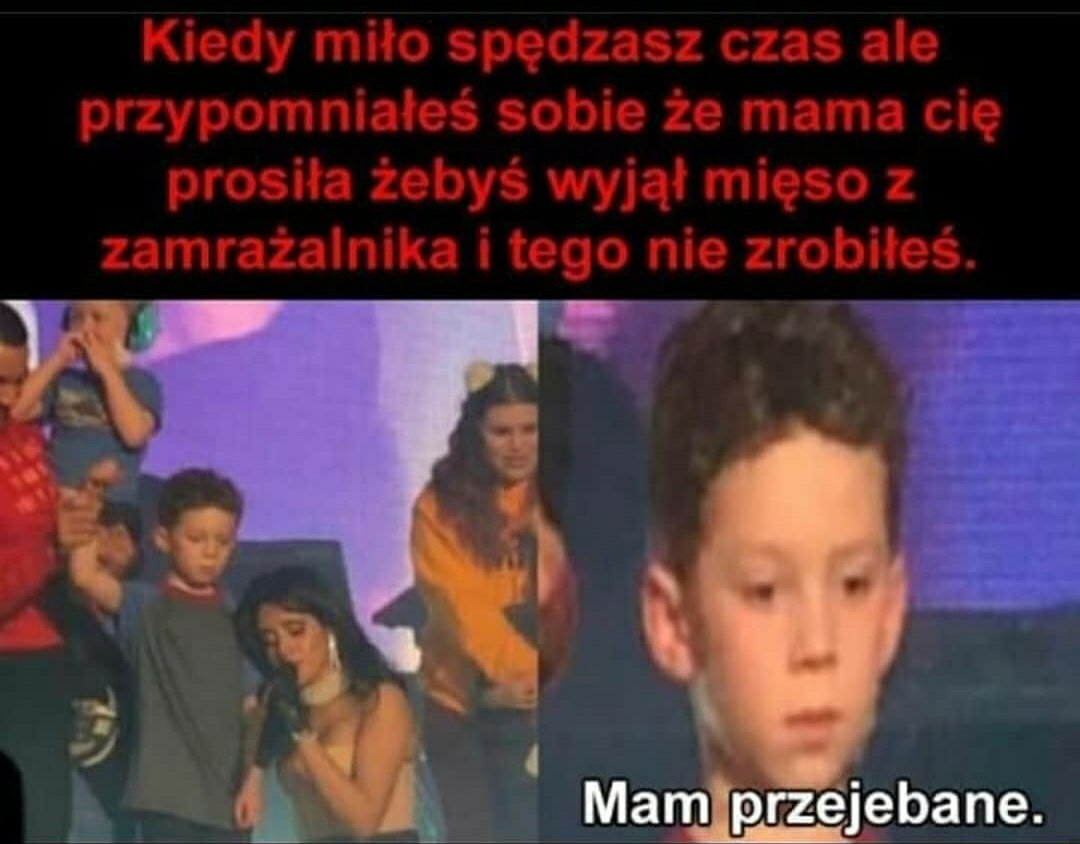 Kiedy miło spędzasz czas ale
przypomniałeś sobie że mama cię
prosiła żebyś wyjął mięso z
zamrażalnika i tego nie zrobiłeś.
Mam przejebane.